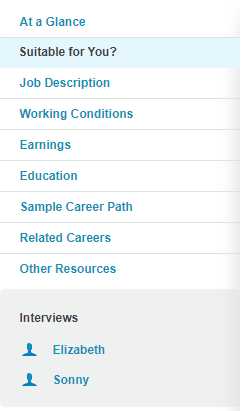 At a Glance
Suitable for You?
Job Description
Working Conditions
Earnings
Education
Sample Career Path
Related Careers
Other Resources
Interviews
Elizabeth
Sonny